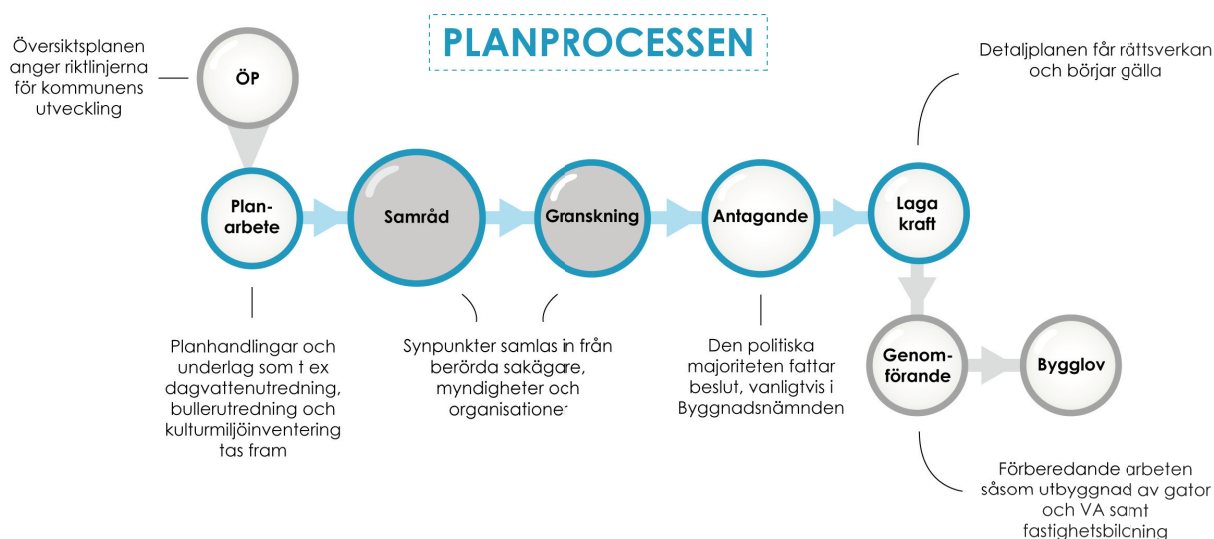 PLANPROCESSEN
Översiktsplanen
anger riktlinjerna
för kommunens
utveckling
ÖP
Detaljplanen får rättsverkan
och börjar gälla
Plan-
arbete
Samråd
Granskning
Antagande
Laga
kraft
Planhandlingar och
underlag som t ex
dagvattenutredning,
bullerutredning och
kulturmiljöinventering
tas fram
Synpunkter samlas in från
berörda sakägare,
myndigheter och
organisationer
Den politiska
majoriteten fattar
beslut, vanligtvis i
Byggnadsnämnden
Genom-
förande
Bygglov
Förberedande arbeten
såsom utbyggnad av gator
och VA samt
fastighetsbildning